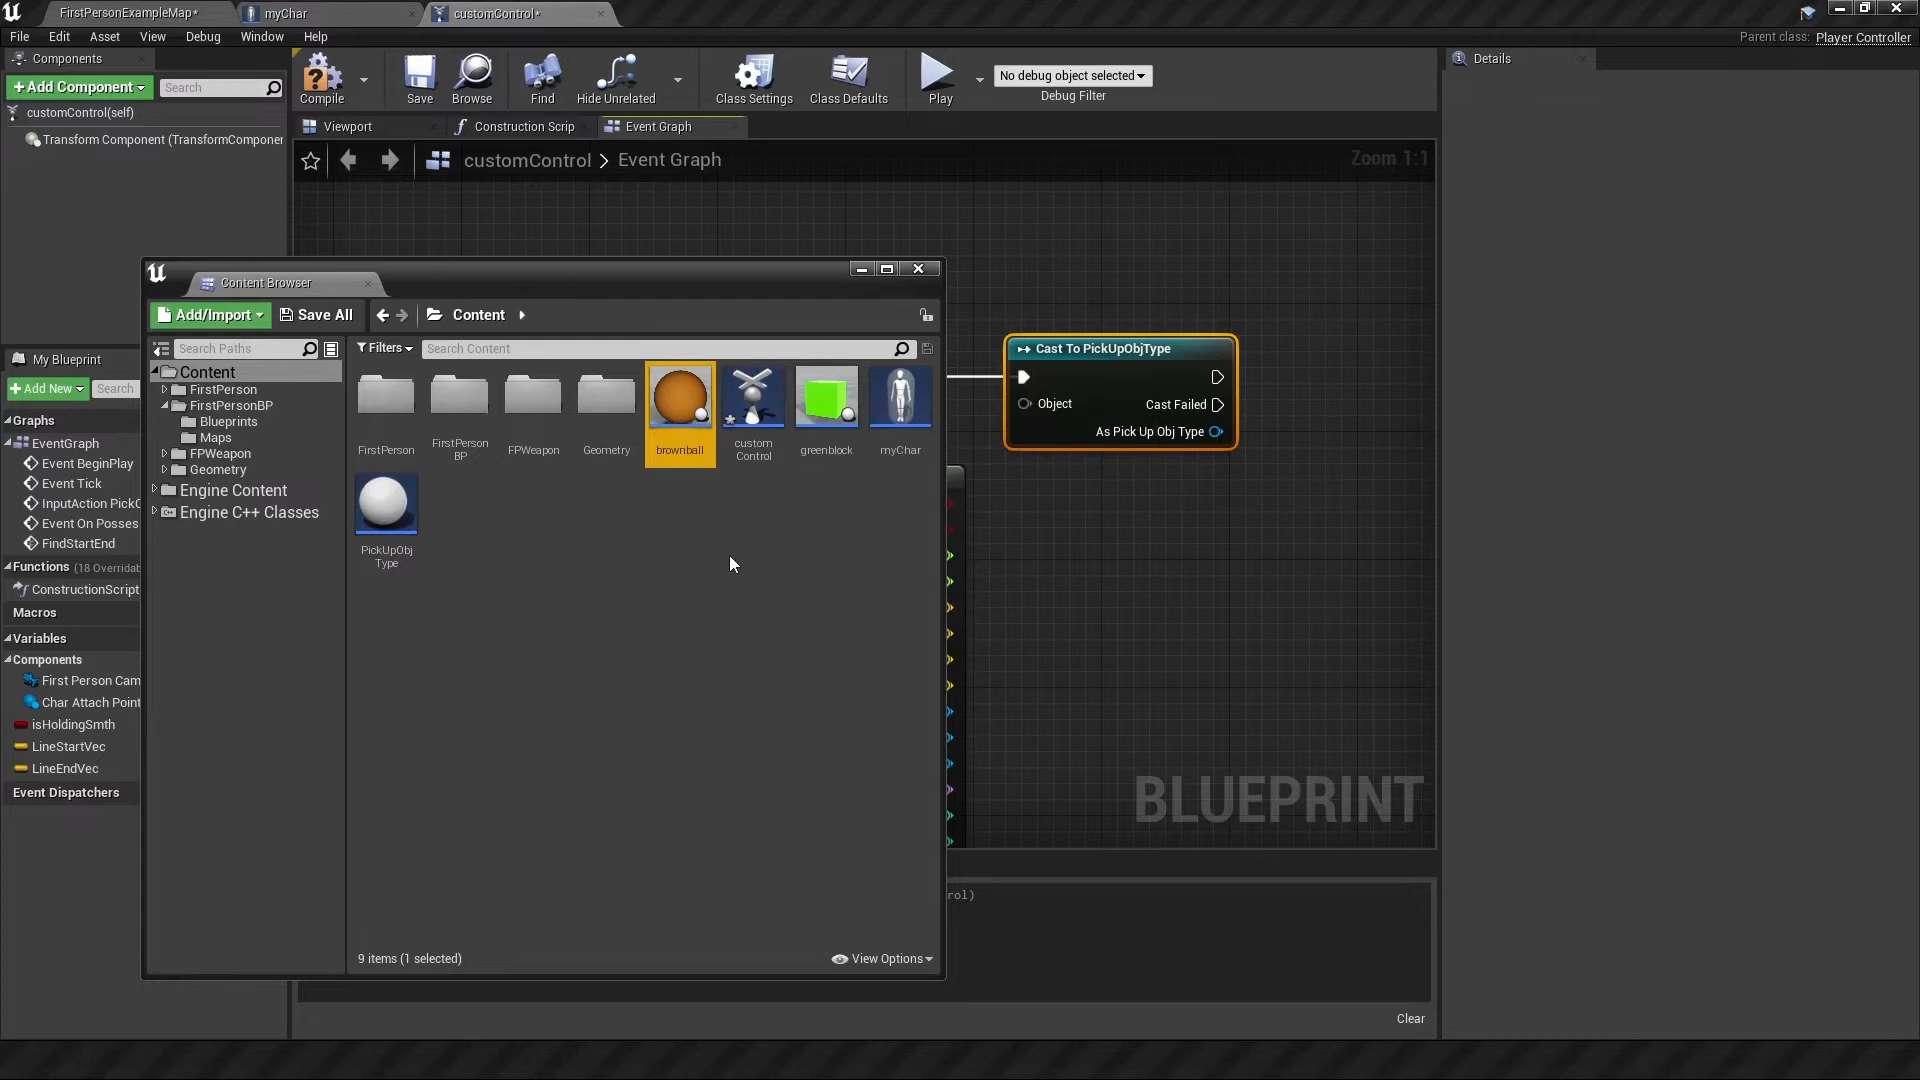 FirstPersonExampleMap*
myChar
customControl*
File
Edit
Asset
View
Debug
Window
Help
Parent class: Player Controller
Components
+Add Component
Search
customControl(self)
Transform Component (TransformComponer
Compile
Save
Browse
Find
Hide Unrelated
Class Settings
Class Defaults
Play
No debug object selected
Debug Filter
Details
Viewport
Construction Scrip
Event Graph
customControl > Event Graph
Zoom 1:1
Content Browser
Add/Import
Save All
Content
Search Paths
Filters
Search Content
Content
FirstPerson
FirstPersonBP
Blueprints
Maps
FPWeapon
Geometry
Engine Content
Engine C++ Classes
FirstPerson
FirstPerson
BP
FPWeapon
Geometry
brownball
custom
Control
greenblock
myChar
PickUpObj
Type
9 items (1 selected)
View Options
My Blueprint
+Add New
Search
Graphs
EventGraph
Event BeginPlay
Event Tick
InputAction PickO
Event On Posses
FindStartEnd
Functions (18 Overridab
ConstructionScript
Macros
Variables
Components
First Person Cam
Char Attach Point
isHoldingSmth
LineStartVec
LineEndVec
Event Dispatchers
Cast To PickUpObjType
Object
Cast Failed
As Pick Up Obj Type
BLUEPRINT
rol)
Clear